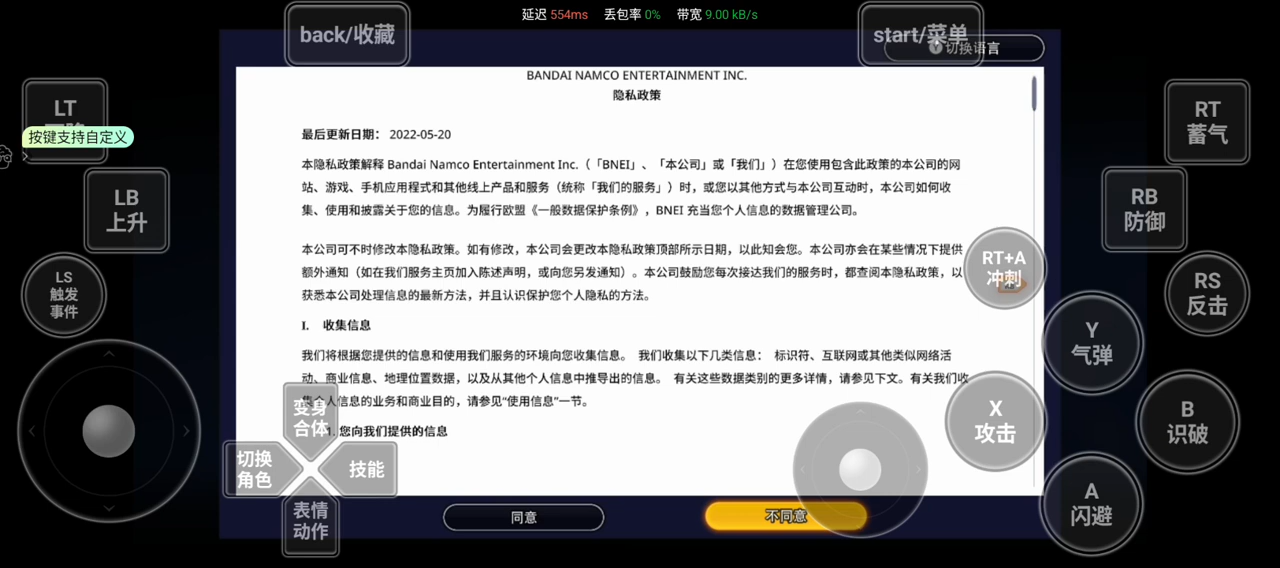 延迟 554ms 丢包率 0% 带宽 9.00 kB/s
back/收藏
start/菜单
切换语言
LT
按键支持自定义
LB
上升
LS
触发
事件
RT
蓄气
RB
防御
RT+A
冲刺
RS
反击
Y
气弹
X
攻击
B
识破
A
闪避
变身
合体
切换
角色
技能
表情
动作
BANDAI NAMCO ENTERTAINMENT INC.
隐私政策
最后更新日期： 2022-05-20
本隐私政策解释 Bandai Namco Entertainment Inc.（「BNEI」、「本公司」或「我们」）在您使用包含此政策的本公司的网
站、游戏、手机应用程式和其他线上产品和服务（统称「我们的服务」）时，或您以其他方式与本公司互动时，本公司如何收
集、使用和披露关于您的信息。为履行欧盟《一般数据保护条例》，BNEI 充当您个人信息的数据管理公司。
本公司可不时修改本隐私政策。如有修改，本公司会更改本隐私政策顶部所示日期，以此知会您。本公司亦会在某些情况下提供
额外通知（如在我们服务主页加入陈述声明，或向您另发通知）。本公司鼓励您每次接达我们的服务时，都查阅本隐私政策，以
获悉本公司处理信息的最新方法，并且认识保护您个人隐私的方法。
I. 收集信息
我们将根据您提供的信息和使用我们服务的环境向您收集信息。 我们收集以下几类信息： 标识符、互联网或其他类似网络活
动、商业信息、地理位置数据，以及从其他个人信息中推导出的信息。 有关这些数据类别的更多详情，请参见下文。有关我们收
集个人信息的业务和商业目的，请参见“使用信息”一节。
1. 您向我们提供的信息
同意
不同意